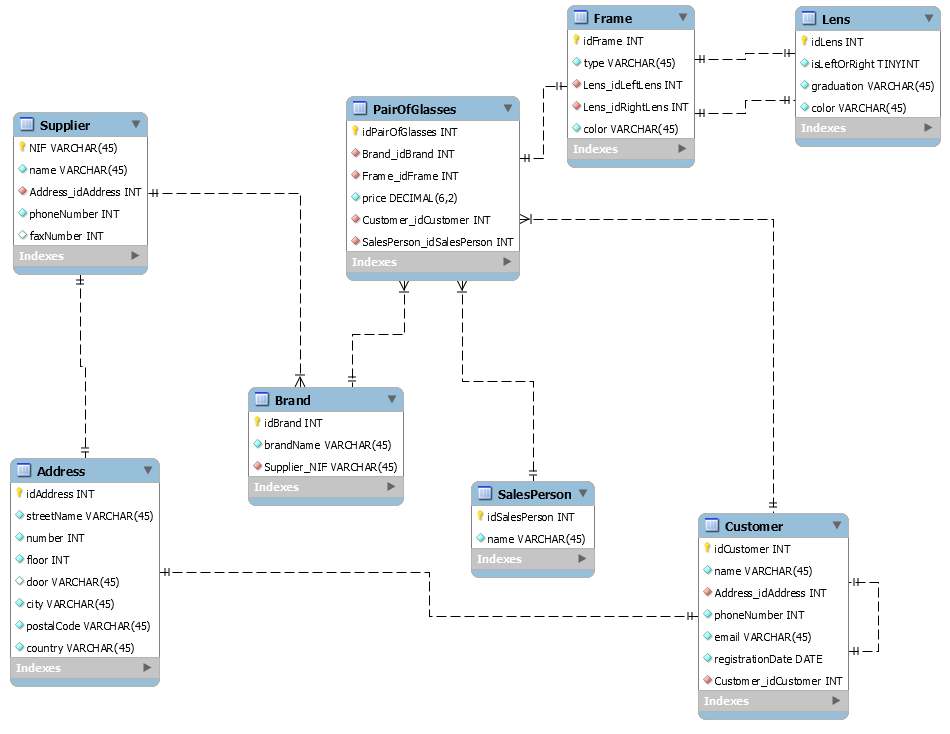 Frame
idFrame INT
type VARCHAR(45)
Lens_idLeftLens INT
Lens_idRightLens INT
color VARCHAR(45)
Indexes
Lens
idLens INT
isLeftOrRight TINYINT
graduation VARCHAR(45)
color VARCHAR(45)
Indexes
PairOfGlasses
idPairOfGlasses INT
Brand_idBrand INT
Frame_idFrame INT
price DECIMAL(6,2)
Customer_idCustomer INT
SalesPerson_idSalesPerson INT
Indexes
Supplier
NIF VARCHAR(45)
name VARCHAR(45)
Address_idAddress INT
phoneNumber INT
faxNumber INT
Indexes
Brand
idBrand INT
brandName VARCHAR(45)
Supplier_NIF VARCHAR(45)
Indexes
Address
idAddress INT
streetName VARCHAR(45)
number INT
floor INT
door VARCHAR(45)
city VARCHAR(45)
postalCode VARCHAR(45)
country VARCHAR(45)
Indexes
SalesPerson
idSalesPerson INT
name VARCHAR(45)
Indexes
Customer
idCustomer INT
name VARCHAR(45)
Address_idAddress INT
phoneNumber INT
email VARCHAR(45)
registrationDate DATE
Customer_idCustomer INT
Indexes